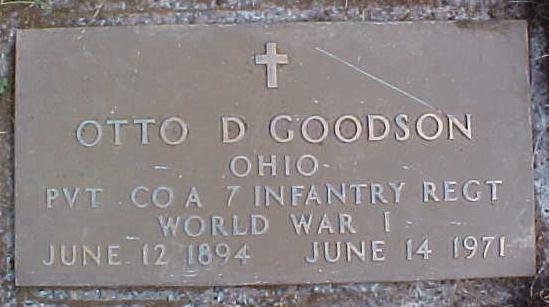 OTTO D GOODSON
OHIO
PVT CO A 7 INFANTRY REGT
WORLD WAR I
JUNE 12 1894 JUNE 14 1971